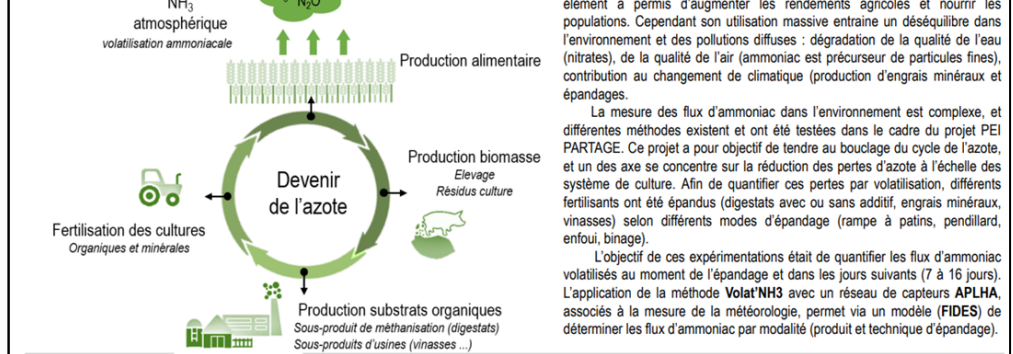 NH3
atmosphérique
volatilisation ammoniacale
N2O
Production alimentaire
Devenir
de l'azote
Production biomasse
Elevage
Résidus culture
Fertilisation des cultures
Organiques et minérales
Production substrats organiques
Sous-produit de méthanisation (digestats)
Sous-produits d'usines (vinasses ...)
élément a permis d'augmenter les rendements agricoles et nourrir les
populations. Cependant son utilisation massive entraine un déséquilibre dans
l'environnement et des pollutions diffuses : dégradation de la qualité de l'eau
(nitrates), de la qualité de l'air (ammoniac est précurseur de particules fines),
contribution au changement de climatique (production d'engrais minéraux et
épandages.
La mesure des flux d'ammoniac dans l'environnement est complexe, et
différentes méthodes existent et ont été testées dans le cadre du projet PEI
PARTAGE. Ce projet a pour objectif de tendre au bouclage du cycle de l'azote,
et un des axe se concentre sur la réduction des pertes d'azote à l'échelle des
système de culture. Afin de quantifier ces pertes par volatilisation, différents
fertilisants ont été épandus (digestats avec ou sans additif, engrais minéraux,
vinasses) selon différents modes d'épandage (rampe à patins, pendillard,
enfoui, binage).
L'objectif de ces expérimentations était de quantifier les flux d'ammoniac
volatilisés au moment de l'épandage et dans les jours suivants (7 à 16 jours).
L'application de la méthode Volat'NH3 avec un réseau de capteurs APLHA,
associés à la mesure de la météorologie, permet via un modèle (FIDES) de
déterminer les flux d'ammoniac par modalité (produit et technique d'épandage).